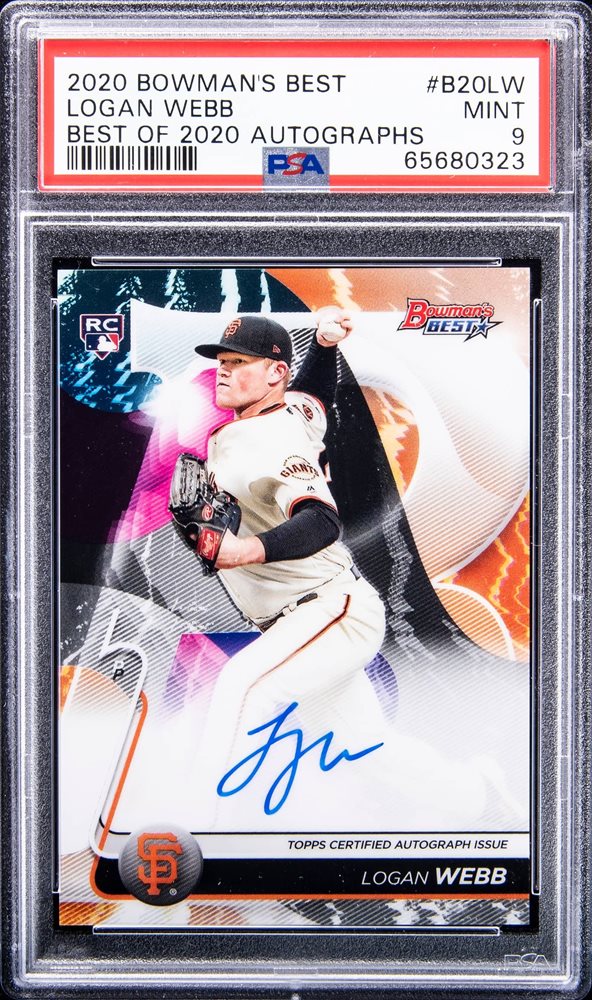 2020 BOWMAN'S BEST #B20LW
LOGAN WEBB MINT
BEST OF 2020 AUTOGRAPHS 9
PSA 65680323
RC
SF
Bowman's
BEST
GIANTS
Rawlings
P
TOPPS CERTIFIED AUTOGRAPH ISSUE
SF
LOGAN WEBB
PSA